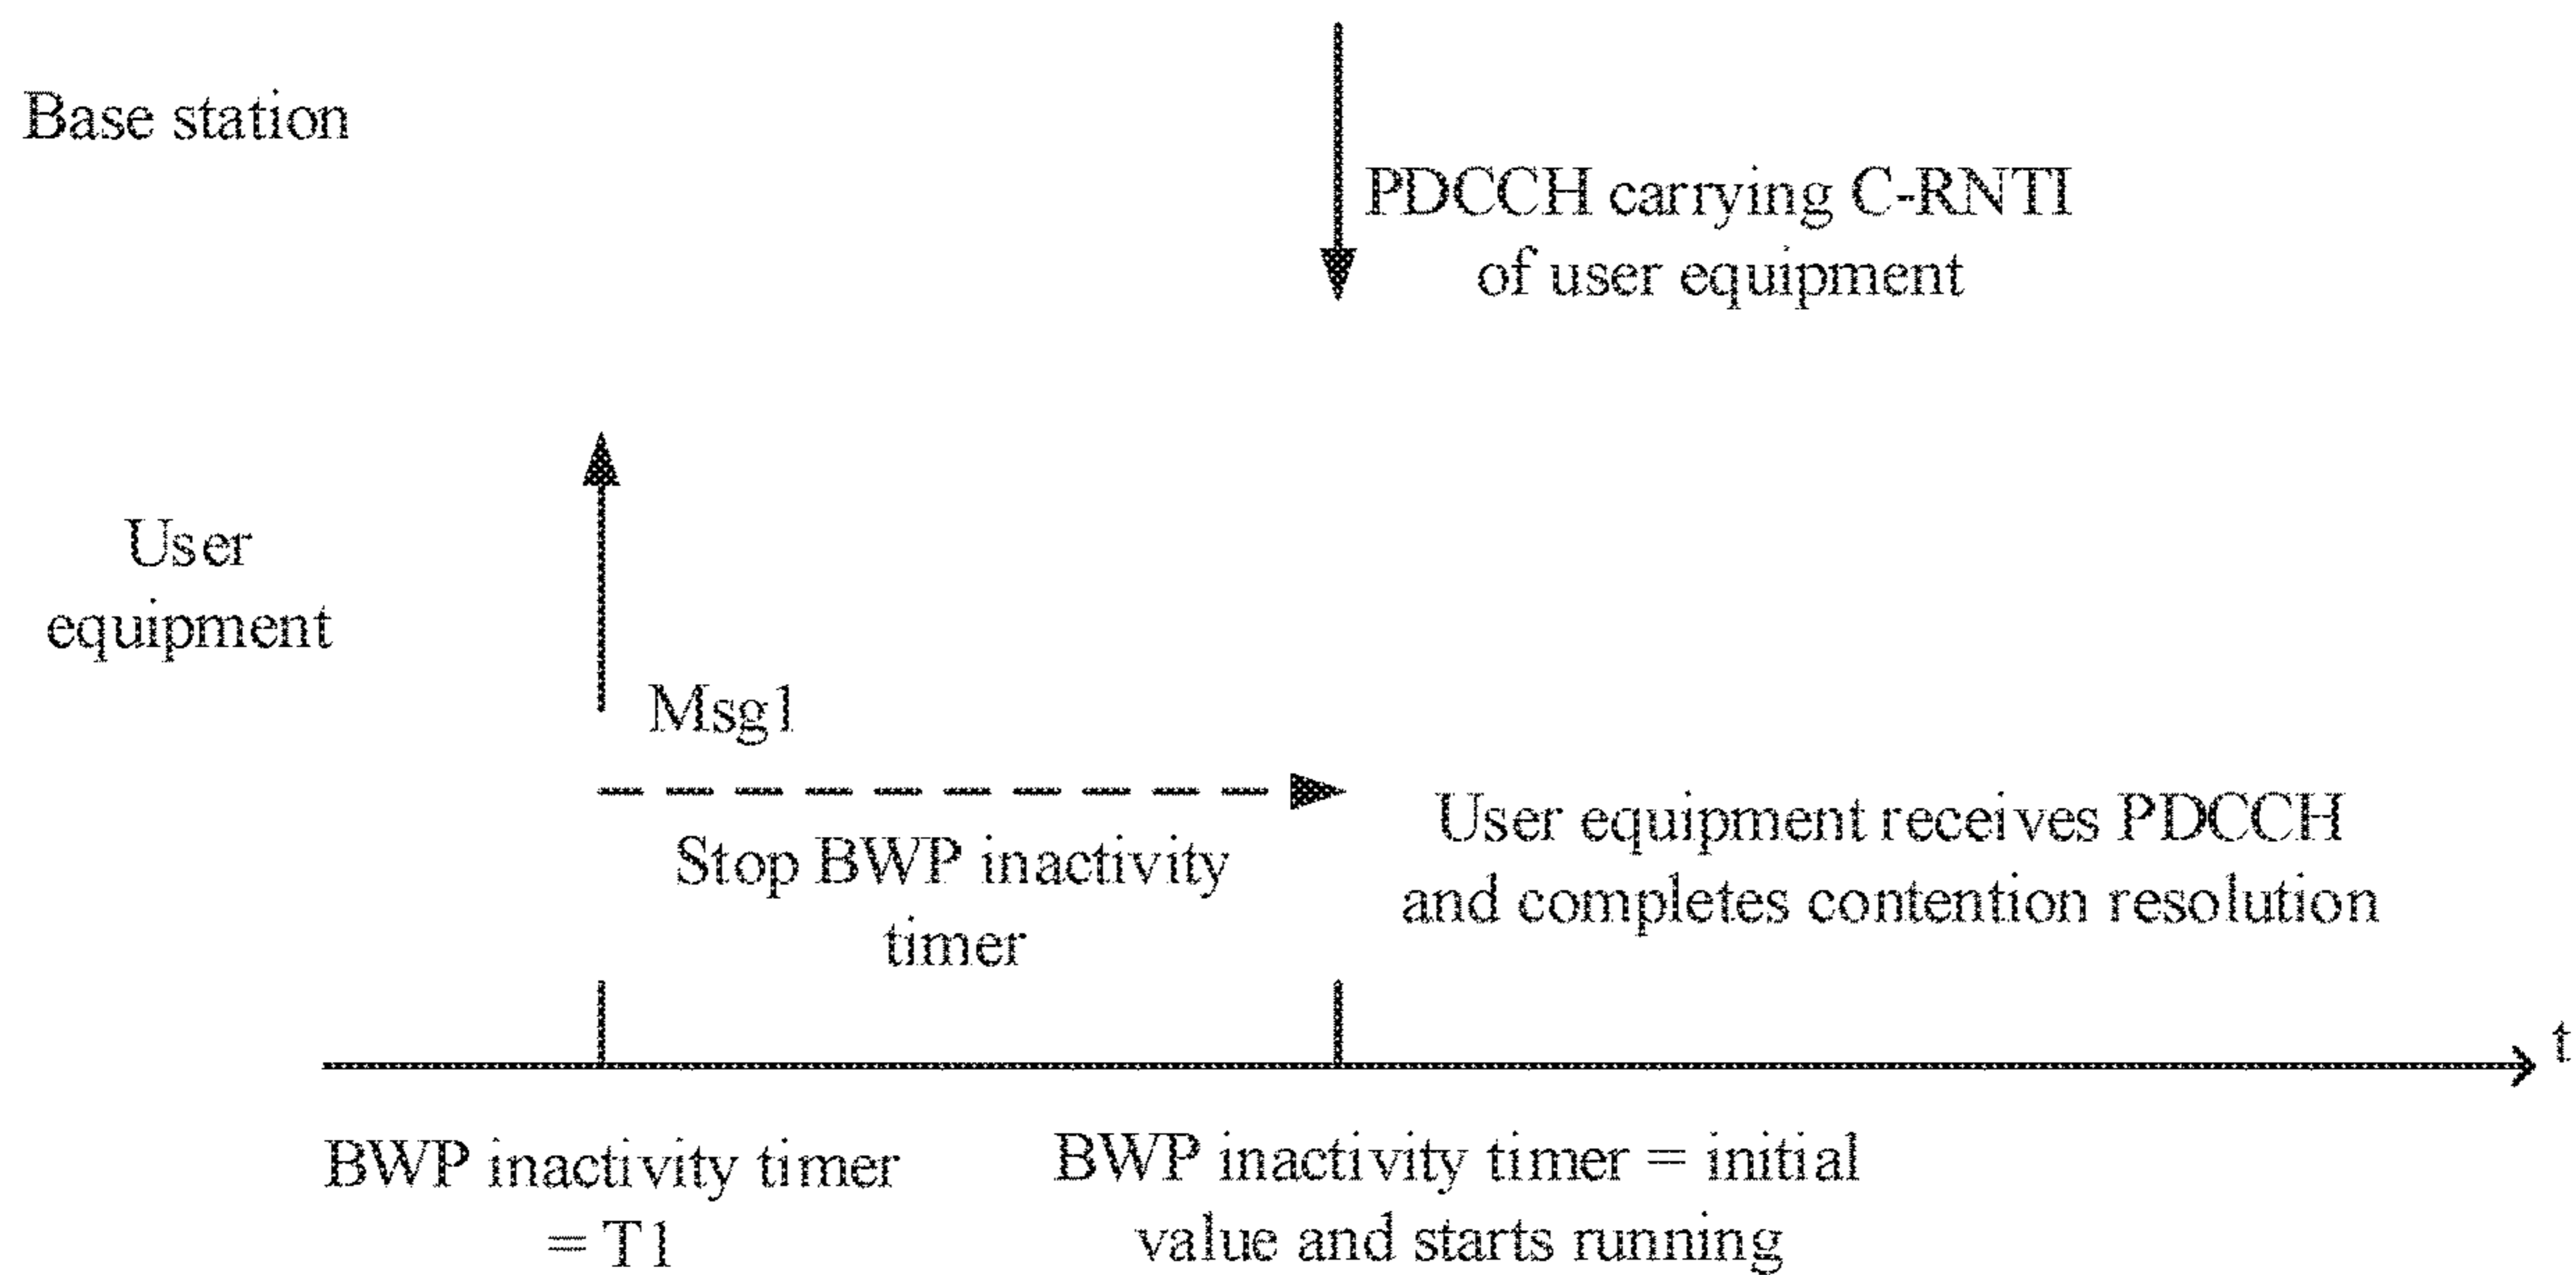 Base station
PDCCH carrying C-RNTI
of user equipment
User
equipment
Msg1
Stop BWP inactivity
timer
User equipment receives PDCCH
and completes contention resolution
t
BWP inactivity timer
= T1
BWP inactivity timer = initial
value and starts running